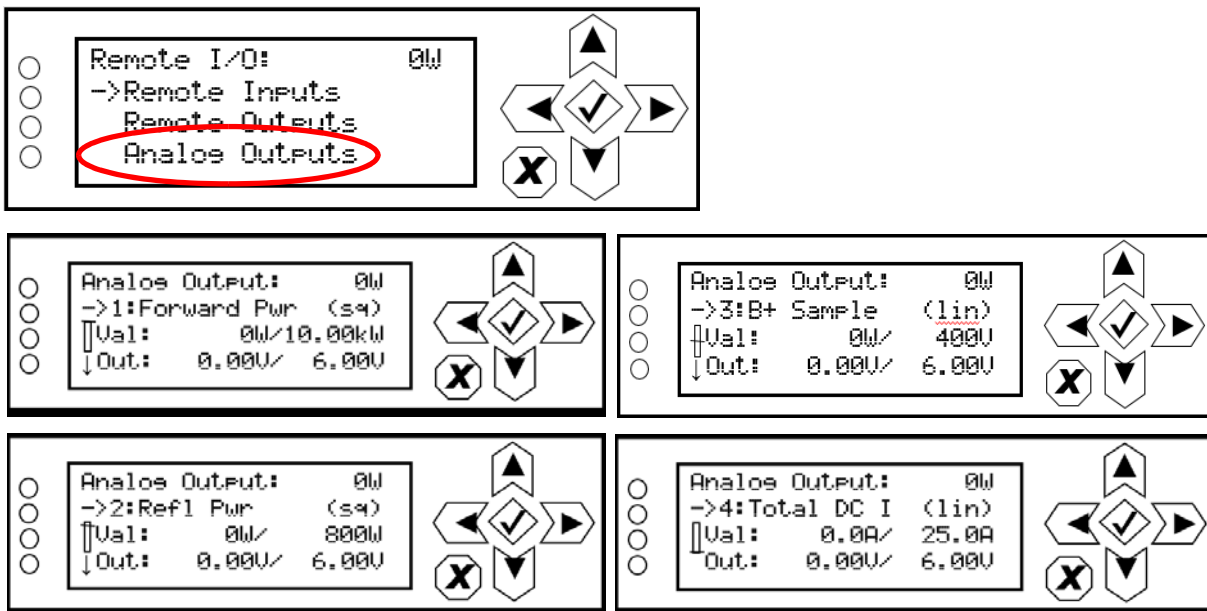 Remote I/O: 0W
->Remote Inputs
Remote Outputs
Analog Outputs
X
Analog Output: 0W
->1:Forward Pwr (sq)
Val: 0W/10.00kW
↓Out: 0.00V/ 6.00V
X
Analog Output: 0W
->3:B+ Sample (lin)
Val: 0W/ 400V
↓Out: 0.00V/ 6.00V
X
Analog Output: 0W
->2:Refl Pwr (sq)
Val: 0W/ 800W
↓Out: 0.00V/ 6.00V
X
Analog Output: 0W
->4:Total DC I (lin)
Val: 0.0A/ 25.0A
Out: 0.00V/ 6.00V
X